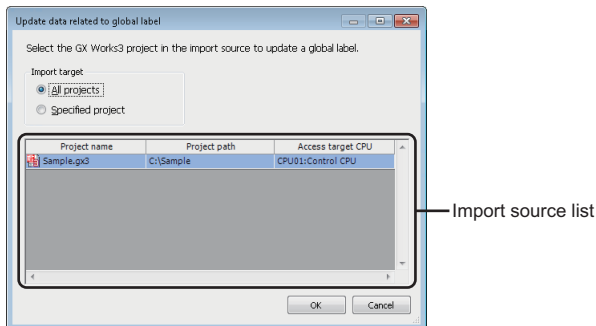 Update data related to global label
Select the GX Works3 project in the import source to update a global label.
Import target
All projects
Specified project
Project name Project path Access target CPU
Sample.gx3 C:\Sample CPU01:Control CPU
Import source list
OK Cancel